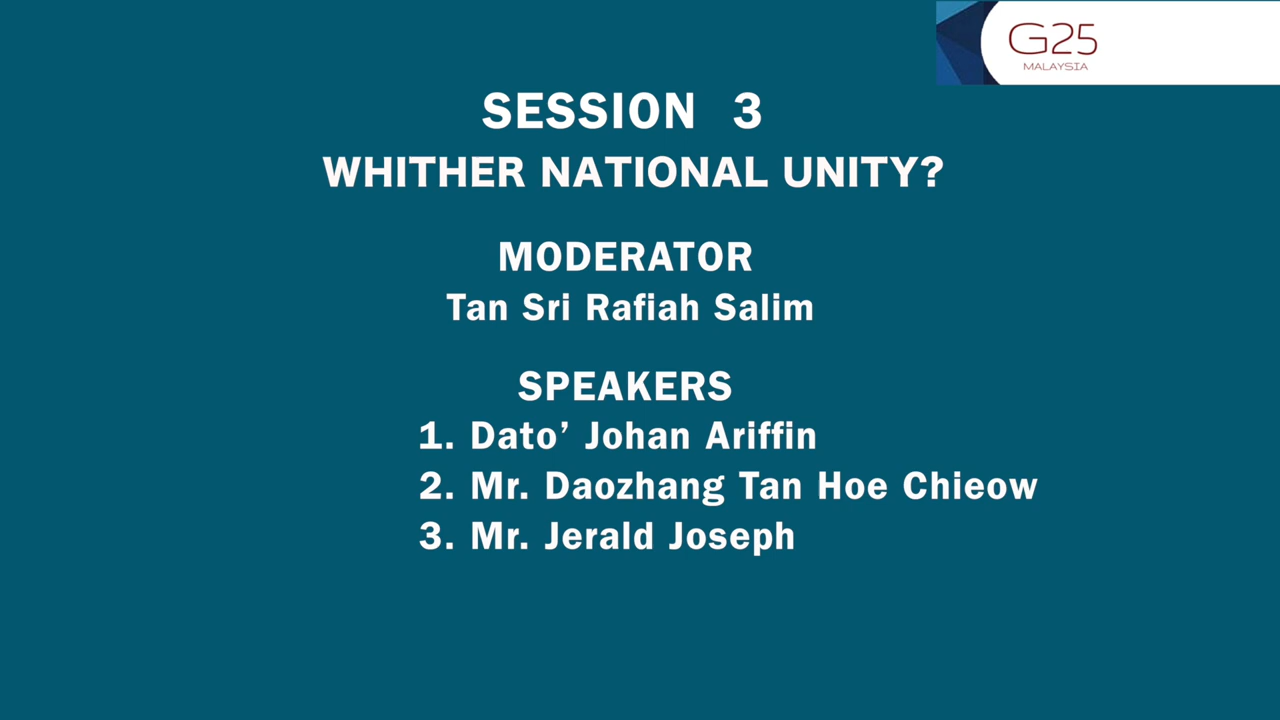 G25
MALAYSIA
SESSION 3
WHITHER NATIONAL UNITY?
MODERATOR
Tan Sri Rafiah Salim
SPEAKERS
1. Dato’ Johan Ariffin
2. Mr. Daozhang Tan Hoe Chieow
3. Mr. Jerald Joseph